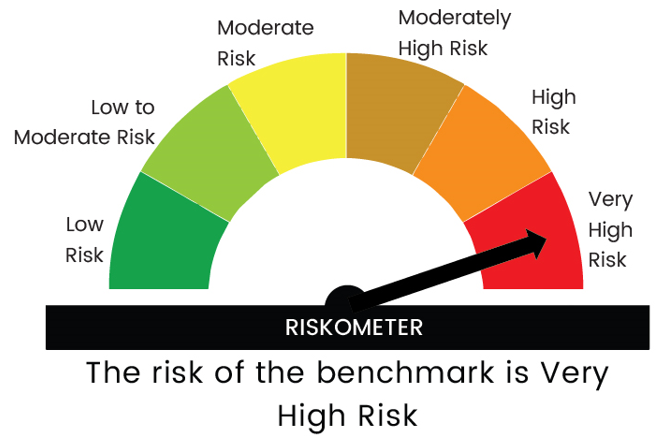 Moderate
Risk
Moderately
High Risk
Low to
Moderate Risk
High
Risk
Low
Risk
Very
High
Risk
RISKOMETER
The risk of the benchmark is Very
High Risk